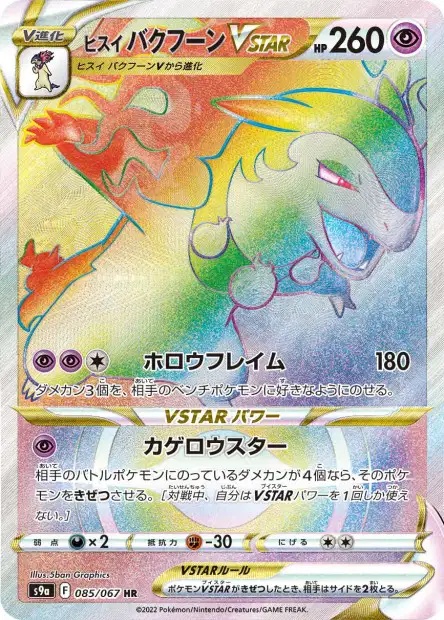 V進化
ヒスイ バクフーン VSTAR HP 260
ヒスイ バクフーンVから進化
ホロウフレイム 180
ダメカン3個を、相手のベンチポケモンに好きなようにのせる。
VSTARパワー
カゲロウスター
相手のバトルポケモンにのっているダメカンが4個なら、そのポケ
モンをきぜつさせる。[対戦中、自分はVSTARパワーを1回しか使え
ない。]
弱点 ×2 抵抗力 -30 にげる
Illus.5ban Graphics
s9a F 085/067 HR
VSTARルール
ポケモンVSTARがきぜつしたとき、相手はサイドを2枚とる。
©2022 Pokémon/Nintendo/Creatures/GAME FREAK.